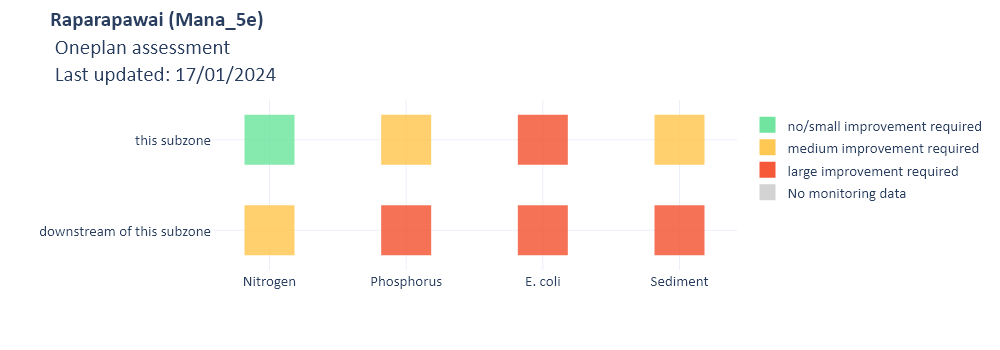 Raparapawai (Mana_5e)
Oneplan assessment
Last updated: 17/01/2024
this subzone
downstream of this subzone
Nitrogen
Phosphorus
E. coli
Sediment
no/small improvement required
medium improvement required
large improvement required
No monitoring data